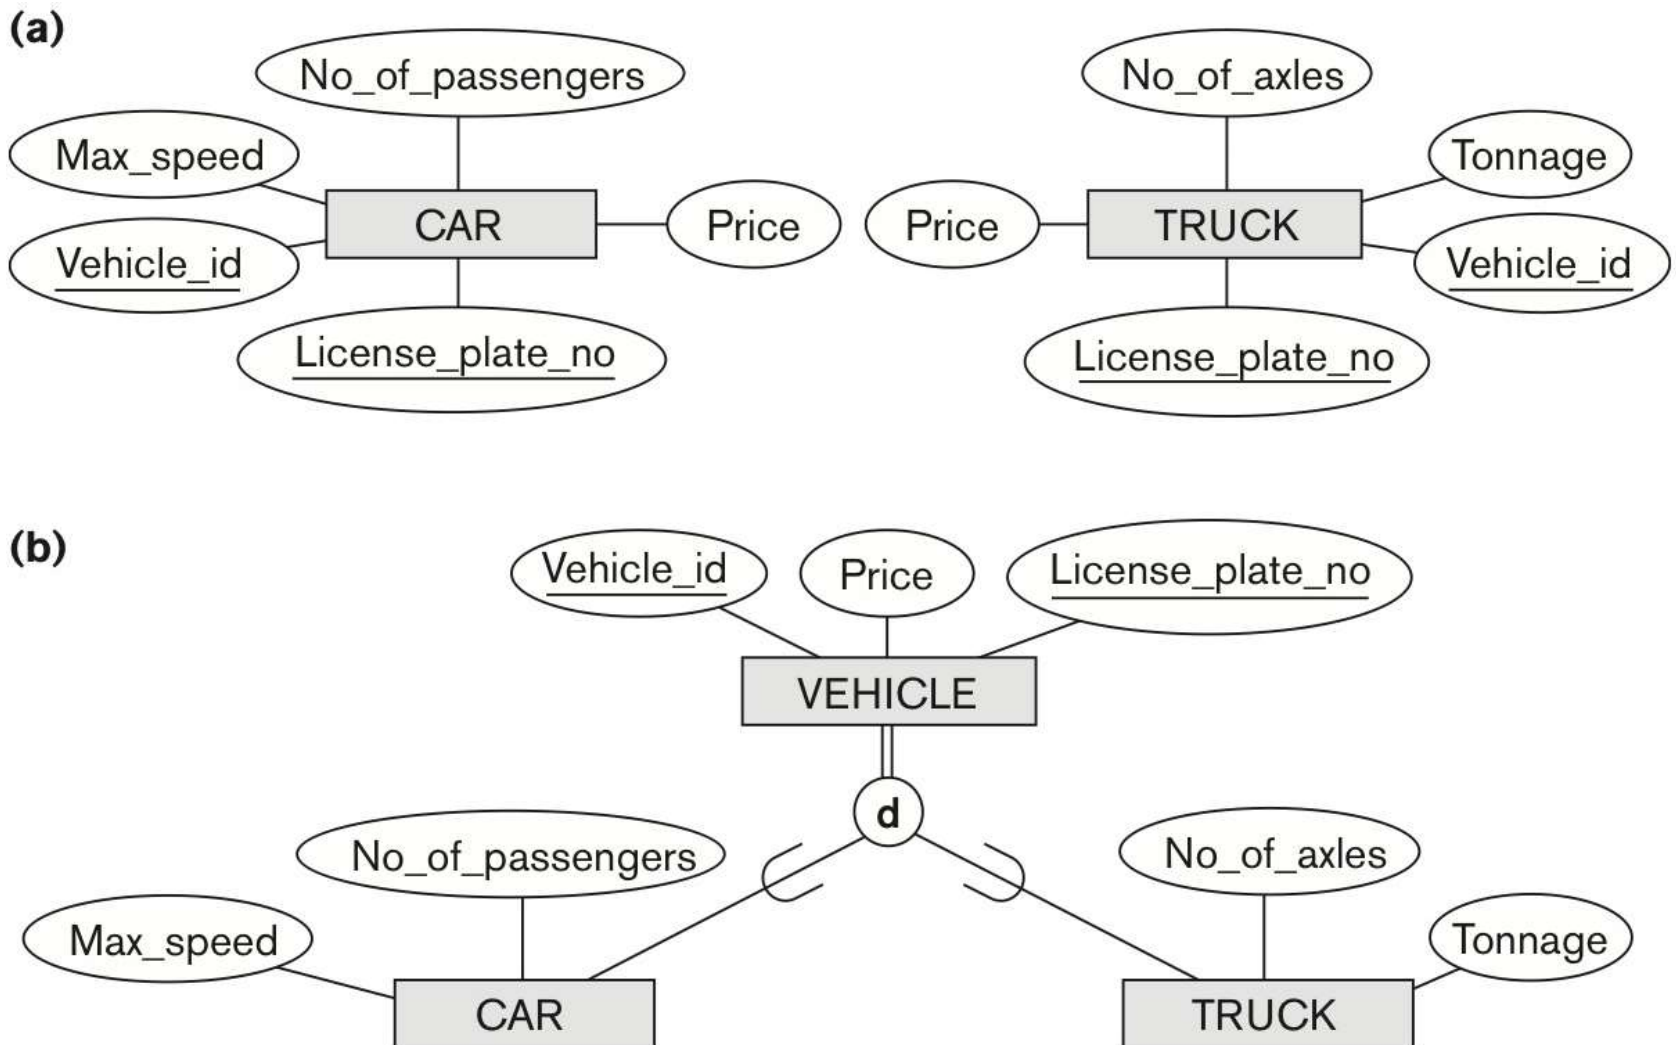 (a)
No_of_passengers
No_of_axles
Max_speed
Tonnage
CAR
Price
Price
TRUCK
Vehicle_id
Vehicle_id
License_plate_no
License_plate_no
(b)
Vehicle_id
Price
License_plate_no
VEHICLE
d
No_of_passengers
No_of_axles
Max_speed
Tonnage
CAR
TRUCK